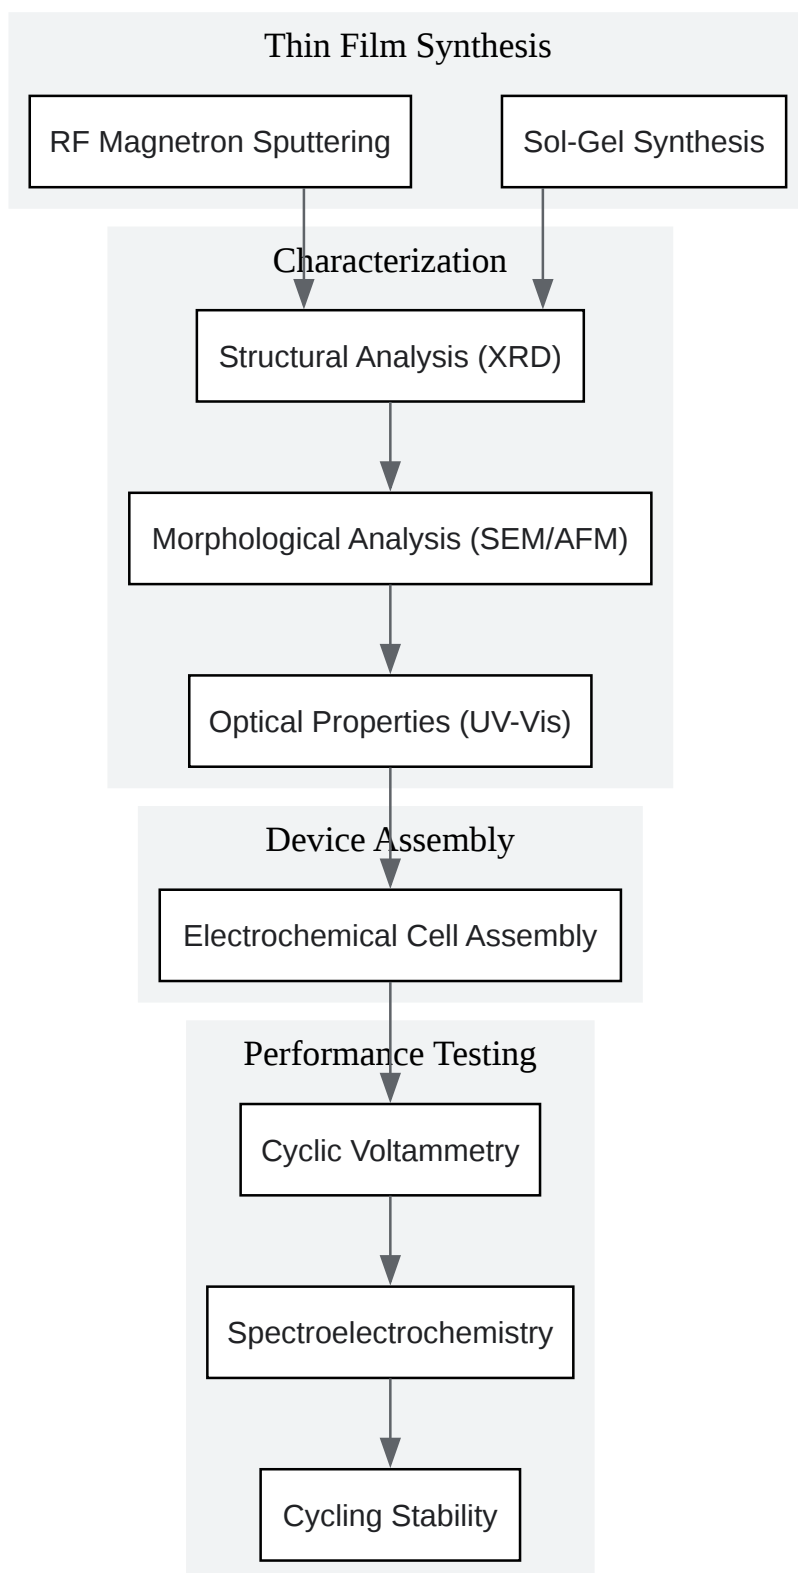 Thin Film Synthesis
RF Magnetron Sputtering
Sol-Gel Synthesis
Characterization
Structural Analysis (XRD)
Morphological Analysis (SEM/AFM)
Optical Properties (UV-Vis)
Device Assembly
Electrochemical Cell Assembly
Performance Testing
Cyclic Voltammetry
Spectroelectrochemistry
Cycling Stability